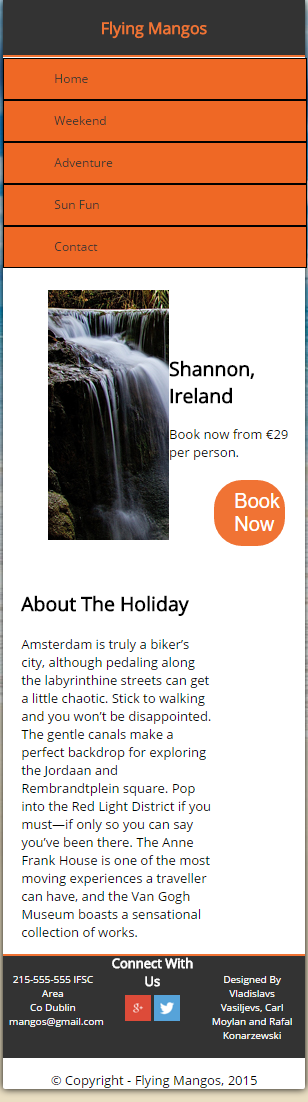 Flying Mangos
Home
Weekend
Adventure
Sun Fun
Contact
Shannon,
Ireland
Book now from €29
per person.
Book
Now
About The Holiday
Amsterdam is truly a biker's
city, although pedaling along
the labyrinthine streets can get
a little chaotic. Stick to walking
and you won't be disappointed.
The gentle canals make a
perfect backdrop for exploring
the Jordaan and
Rembrandtplein square. Pop
into the Red Light District if you
must—if only so you can say
you've been there. The Anne
Frank House is one of the most
moving experiences a traveller
can have, and the Van Gogh
Museum boasts a sensational
collection of works.
215-555-555 IFSC
Area
Co Dublin
mangos@gmail.com
Connect With
Us
g+
Designed By
Vladislavs
Vasiljevs, Carl
Moylan and Rafal
Konarzewski
© Copyright - Flying Mangos, 2015